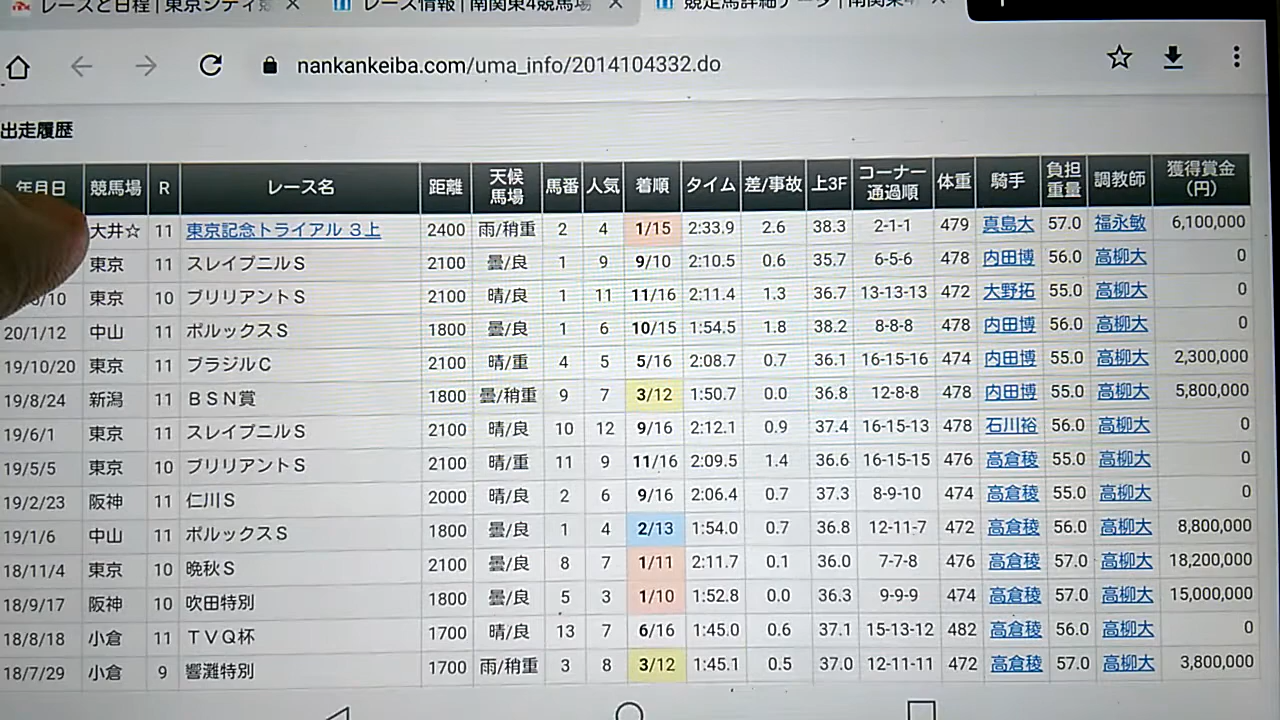 レースと日程 | 東京シティ競
レース情報 | 南関東4競馬場
競走馬詳細データ | 南関東4
nankankeiba.com/uma_info/2014104332.do
出走履歴
年月日 競馬場 R レース名 距離 天候馬場 馬番 人気 着順 タイム 差/事故 上3F コーナー通過順 体重 騎手 負担重量 調教師 獲得賞金（円）
大井☆ 11 東京記念トライアル 3上 2400 雨/稍重 2 4 1/15 2:33.9 2.6 38.3 2-1-1 479 真島大 57.0 福永敏 6,100,000
東京 11 スレイプニルS 2100 曇/良 1 9 9/10 2:10.5 0.6 35.7 6-5-6 478 内田博 56.0 高柳大 0
/10 東京 10 ブリリアントS 2100 晴/良 1 11 11/16 2:11.4 1.3 36.7 13-13-13 472 大野拓 55.0 高柳大 0
20/1/12 中山 11 ポルックスS 1800 曇/良 1 6 10/15 1:54.5 1.8 38.2 8-8-8 478 内田博 56.0 高柳大 0
19/10/20 東京 11 ブラジルC 2100 晴/重 4 5 5/16 2:08.7 0.7 36.1 16-15-16 474 内田博 55.0 高柳大 2,300,000
19/8/24 新潟 11 BSN賞 1800 曇/稍重 9 7 3/12 1:50.7 0.0 36.8 12-8-8 478 内田博 55.0 高柳大 5,800,000
19/6/1 東京 11 スレイプニルS 2100 晴/良 10 12 9/16 2:12.1 0.9 37.4 16-15-13 478 石川裕 56.0 高柳大 0
19/5/5 東京 10 ブリリアントS 2100 晴/重 11 9 11/16 2:09.5 1.4 36.6 16-15-15 476 高倉稜 55.0 高柳大 0
19/2/23 阪神 11 仁川S 2000 晴/良 2 6 9/16 2:06.4 0.7 37.3 8-9-10 474 高倉稜 55.0 高柳大 0
19/1/6 中山 11 ポルックスS 1800 曇/良 1 4 2/13 1:54.0 0.7 36.8 12-11-7 472 高倉稜 56.0 高柳大 8,800,000
18/11/4 東京 10 晩秋S 2100 曇/良 8 7 1/11 2:11.7 0.1 36.0 7-7-8 476 高倉稜 57.0 高柳大 18,200,000
18/9/17 阪神 10 吹田特別 1800 曇/良 5 3 1/10 1:52.8 0.0 36.3 9-9-9 474 高倉稜 57.0 高柳大 15,000,000
18/8/18 小倉 11 TVQ杯 1700 晴/良 13 7 6/16 1:45.0 0.6 37.1 15-13-12 482 高倉稜 56.0 高柳大 0
18/7/29 小倉 9 響灘特別 1700 雨/稍重 3 8 3/12 1:45.1 0.5 37.0 12-11-11 472 高倉稜 57.0 高柳大 3,800,000